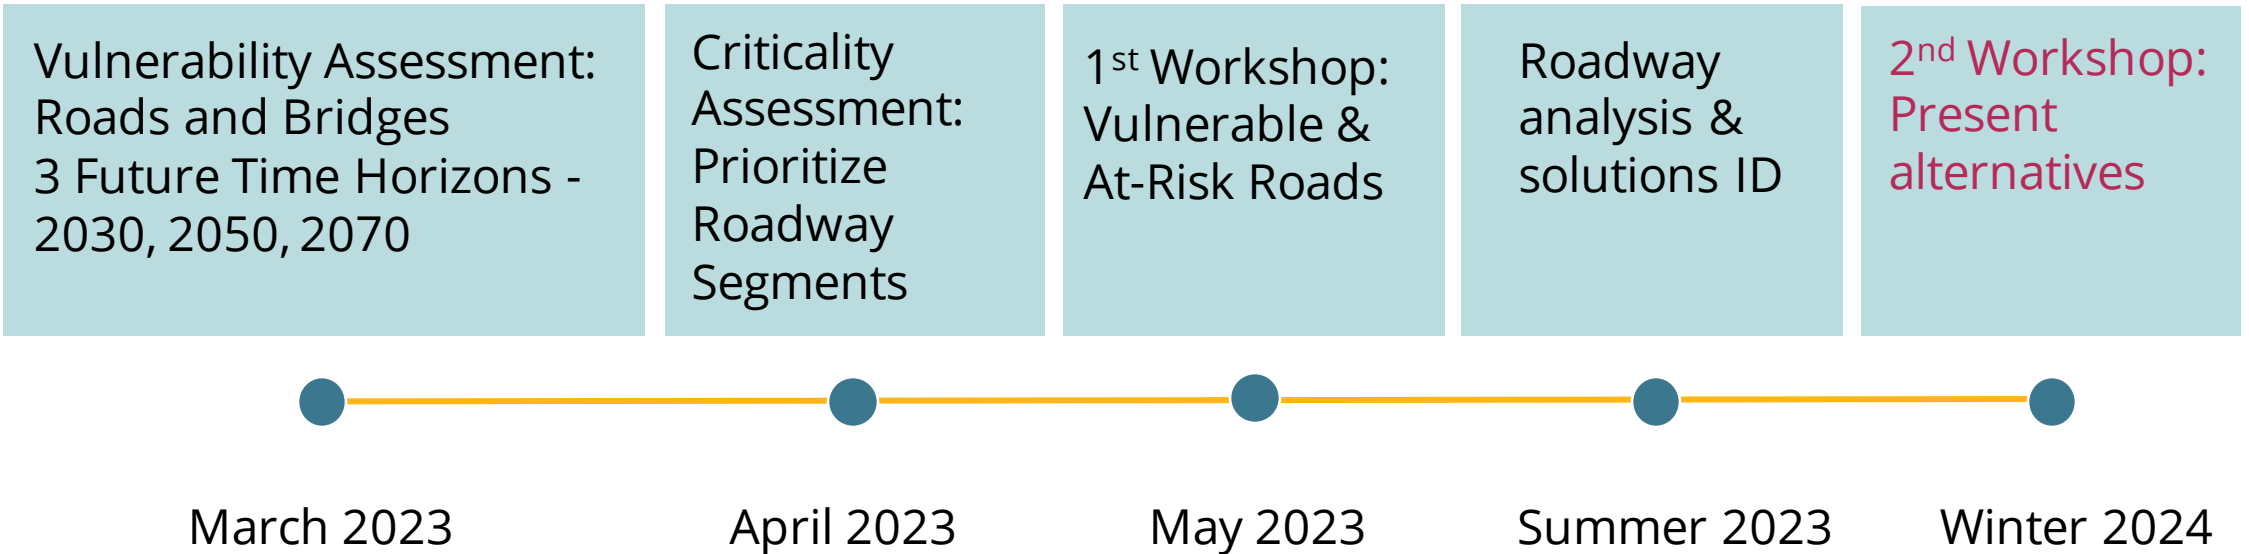 Vulnerability Assessment:
Roads and Bridges
3 Future Time Horizons -
2030, 2050, 2070
Criticality
Assessment:
Prioritize
Roadway
Segments
1st Workshop:
Vulnerable &
At-Risk Roads
Roadway
analysis &
solutions ID
2nd Workshop:
Present
alternatives
March 2023
April 2023
May 2023
Summer 2023
Winter 2024